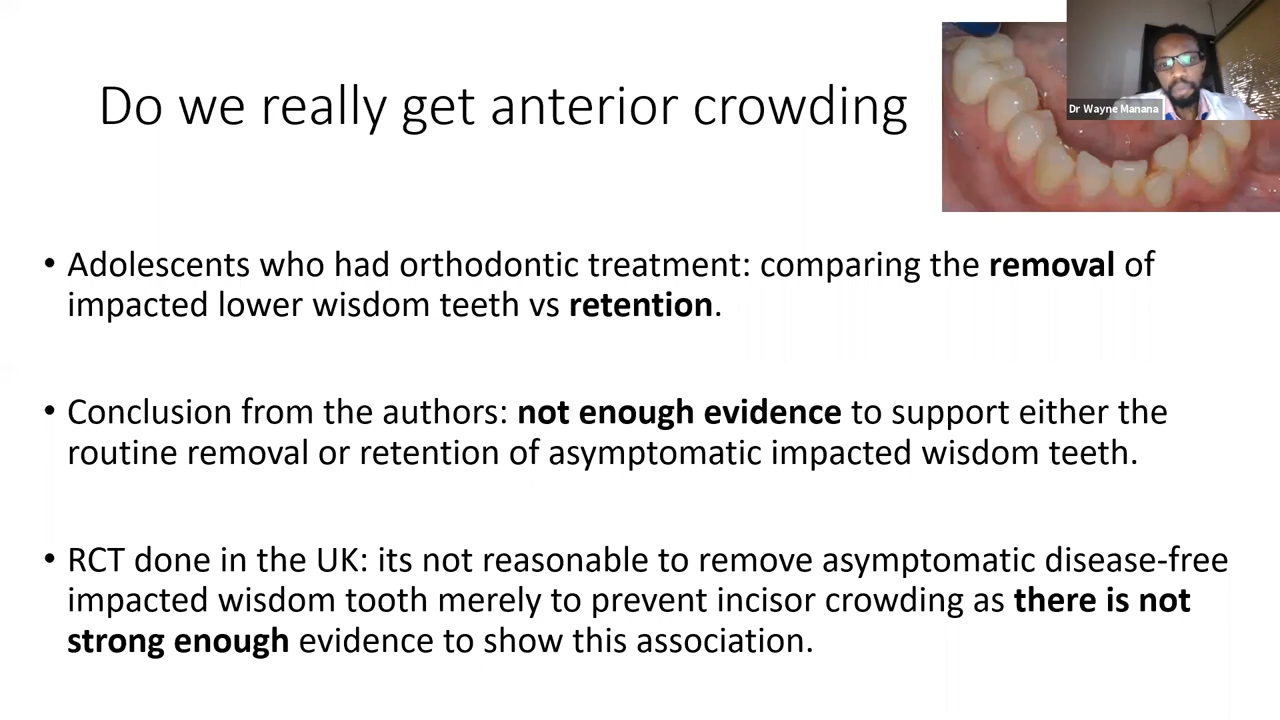 Do we really get anterior crowding
Dr Wayne Manana
• Adolescents who had orthodontic treatment: comparing the removal of
impacted lower wisdom teeth vs retention.
• Conclusion from the authors: not enough evidence to support either the
routine removal or retention of asymptomatic impacted wisdom teeth.
• RCT done in the UK: its not reasonable to remove asymptomatic disease-free
impacted wisdom tooth merely to prevent incisor crowding as there is not
strong enough evidence to show this association.